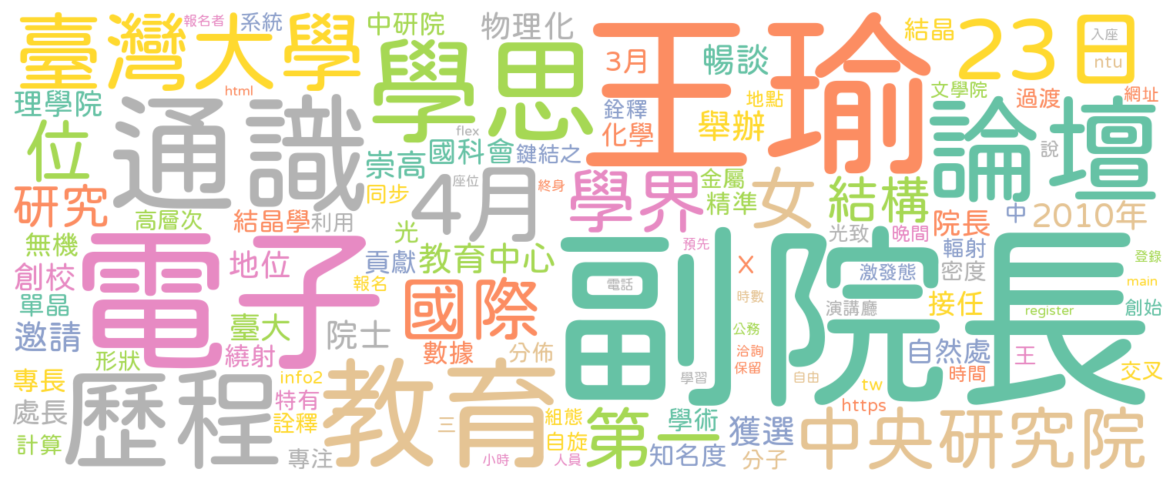 臺灣大學
報名者
系統
中研院
物理化
王瑜
結晶
23日
入座
ntu
學思
3月
暢談
理學院
html
地點
文學院
過渡
網址
位
通識
flex
銓釋
化學
舉辦
論壇
說
國科會
鍵結之
崇高
4月
座位
同步
終身
學界
金屬
精準
女
結構
研究
高層次
結晶學
利用
光
光致
晚間
院長
中
2010年
無機
電子
地位
貢獻
教育中心
預先
X
副院長
激發態
輻射
密度
登錄
創校
單晶
報名
國際
電話
時數
演講廳
接任
main
register
創始
邀請
臺大
院士
繞射
形狀
數據
分佈
公務
洽詢
保留
自然處
王
時間
交叉
專長
處長
歷程
info2
特有
詮釋
教育
學習
自由
tw
https
計算
專注
三
組態
自旋
第一
學術
知名度
獲選
分子
中央研究院
小時
人員